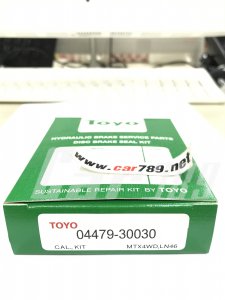 Toyo
HYDRAULIC BRAKE SERVICE PARTS
DISC BRAKE SEAL KIT
www.car789.net
SUSTAINABLE REPAIR KIT BY TOYO
TOYO
04479-30030
CAL, KIT MTX4WD,LN46